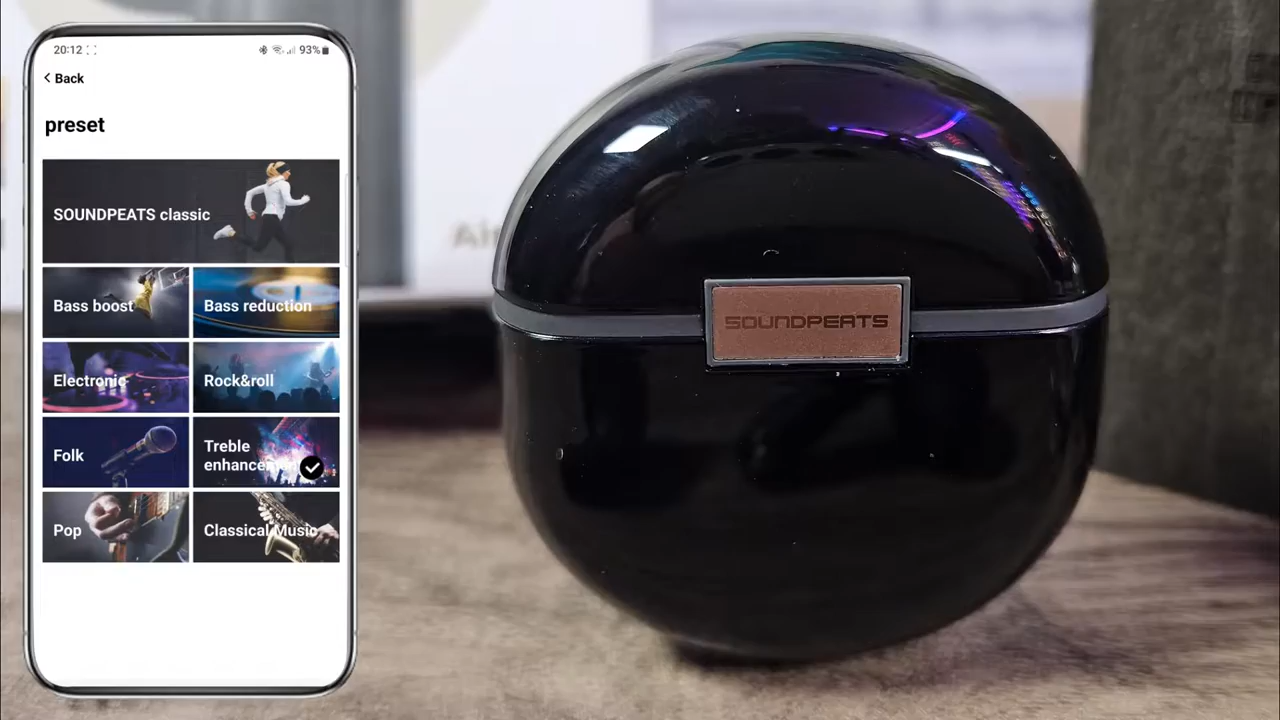 20:12
93%
Back
preset
SOUNDPEATS classic
Bass boost
Bass reduction
Electronic
Rock&roll
Folk
Treble
Pop
Classical Music
SOUNDPEATS